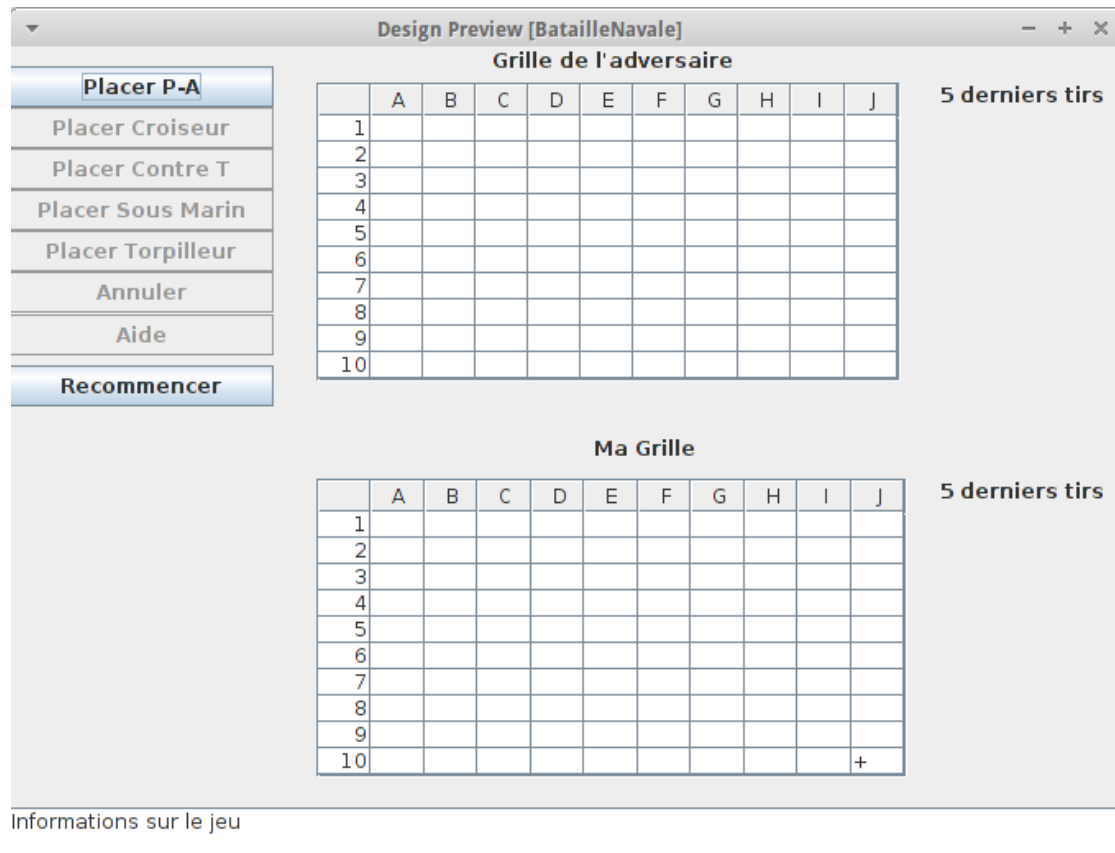 Design Preview [BatailleNavale]
Placer P-A
Placer Croiseur
Placer Contre T
Placer Sous Marin
Placer Torpilleur
Annuler
Aide
Recommencer
Grille de l'adversaire
A B C D E F G H I J
1
2
3
4
5
6
7
8
9
10
5 derniers tirs
Ma Grille
A B C D E F G H I J
1
2
3
4
5
6
7
8
9
10 +
5 derniers tirs
Informations sur le jeu